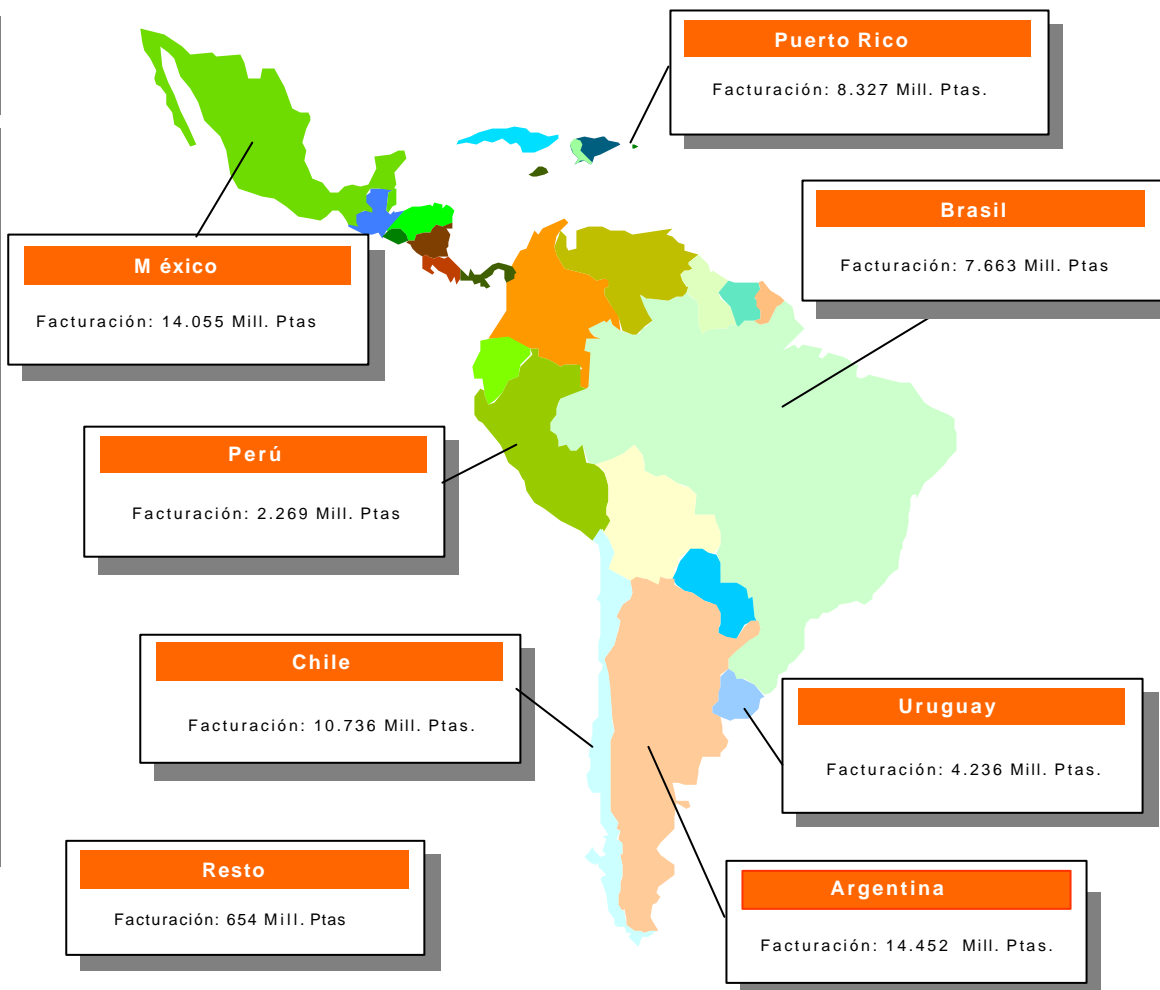 Puerto Rico
Facturación: 8.327 Mill. Ptas.
Brasil
Facturación: 7.663 Mill. Ptas
M éxico
Facturación: 14.055 Mill. Ptas
Perú
Facturación: 2.269 Mill. Ptas
Chile
Facturación: 10.736 Mill. Ptas.
Uruguay
Facturación: 4.236 Mill. Ptas.
Resto
Facturación: 654 Mill. Ptas
Argentina
Facturación: 14.452 Mill. Ptas.